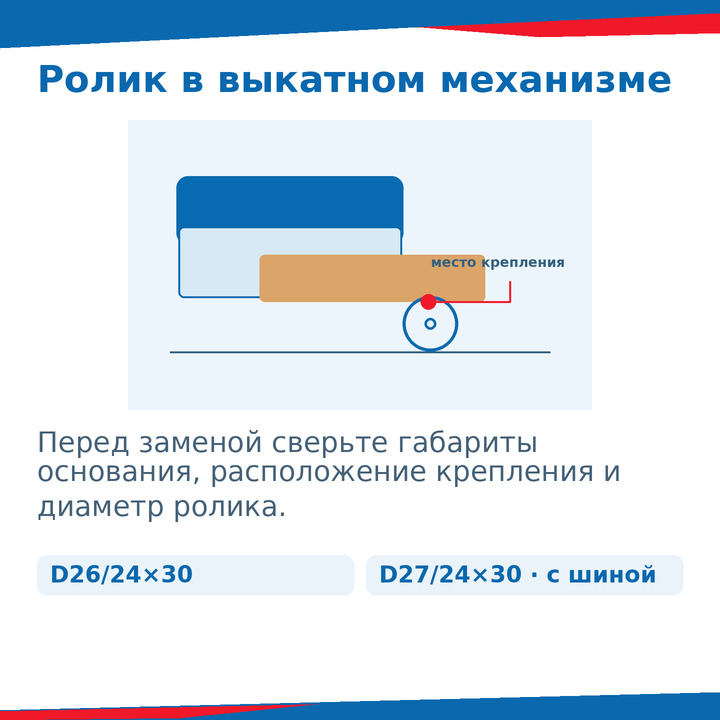 Ролик в выкатном механизме
место крепления
Перед заменой сверьте габариты
основания, расположение крепления и
диаметр ролика.
D26/24×30
D27/24×30 · с шиной